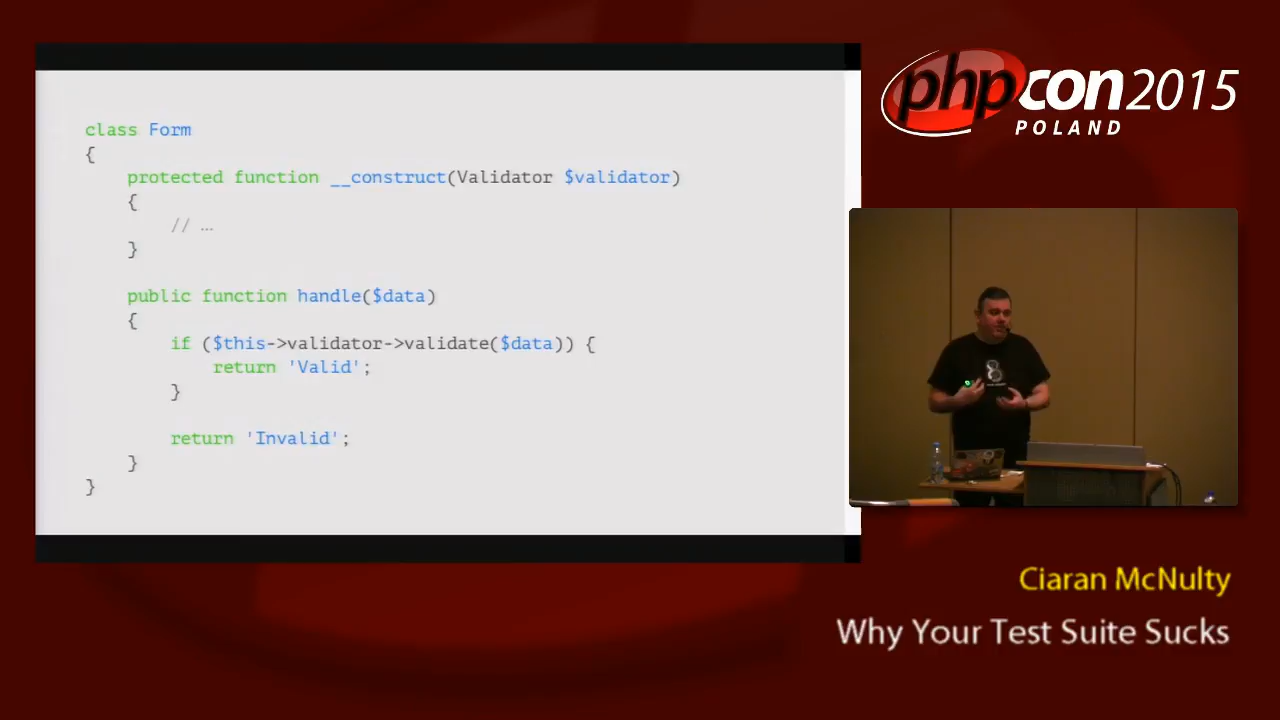 class Form
{
protected function __construct(Validator $validator)
{
// ...
}
public function handle($data)
{
if ($this->validator->validate($data)) {
return 'Valid';
}
return 'Invalid';
}
}
phpcon2015
POLAND
Ciaran McNulty
Why Your Test Suite Sucks